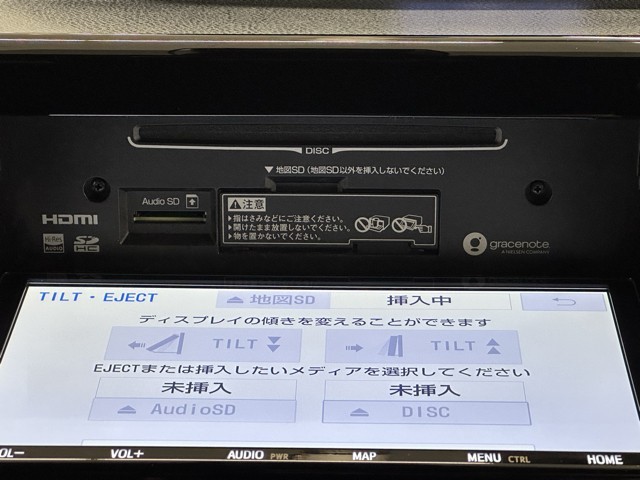 DISC
▼ 地図SD (地図SD以外を挿入しないでください)
Audio SD
⚠注意
▶指はさみなどにご注意ください。
▶開けたまま放置しないでください。
▶物を置かないでください。
HDMI
Hi-Res
AUDIO
SD
HC
gracenote.
A NIELSEN COMPANY
TILT・EJECT
地図SD
挿入中
ディスプレイの傾きを変えることができます
TILT
TILT
EJECTまたは挿入したいメディアを選択してください
未挿入
未挿入
AudioSD
DISC
VOL−
VOL+
AUDIO PWR
MAP
MENU CTRL
HOME